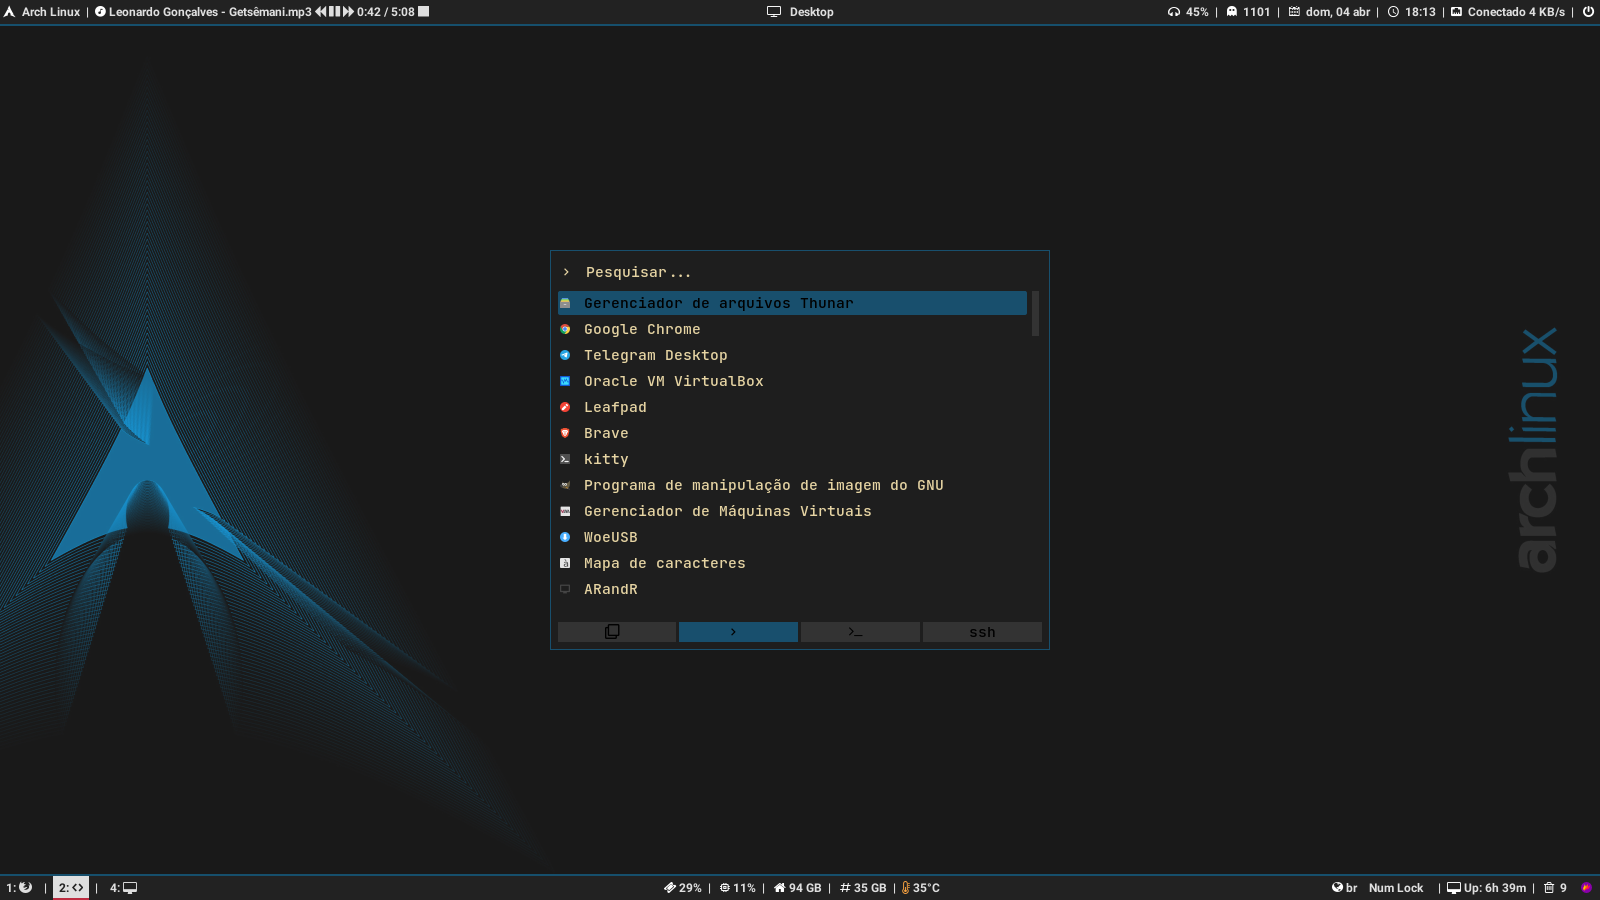 Arch Linux | Leonardo Gonçalves - Getsêmani.mp3 0:42 / 5:08
Desktop
45% | 1101 | dom, 04 abr | 18:13 | Conectado 4 KB/s |
> Pesquisar...
Gerenciador de arquivos Thunar
Google Chrome
Telegram Desktop
Oracle VM VirtualBox
Leafpad
Brave
kitty
Programa de manipulação de imagem do GNU
Gerenciador de Máquinas Virtuais
WoeUSB
Mapa de caracteres
ARandR
> >_ ssh
archlinux
1: | 2: | 4:
29% | 11% | 94 GB | # 35 GB | 35°C
br Num Lock | Up: 6h 39m | 9